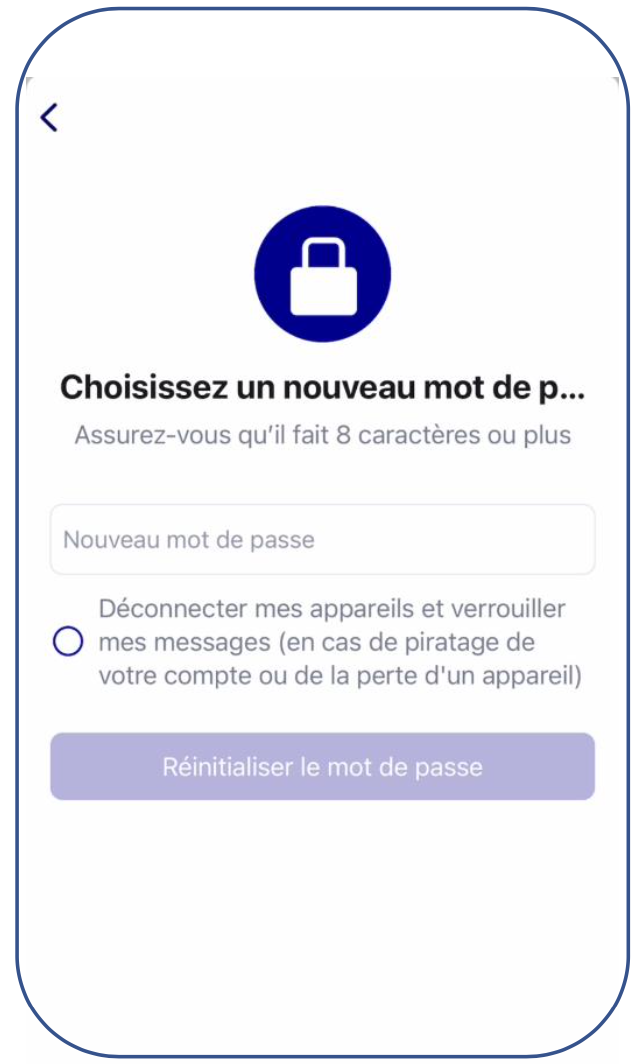 Choisissez un nouveau mot de p...
Assurez-vous qu’il fait 8 caractères ou plus
Nouveau mot de passe
Déconnecter mes appareils et verrouiller
mes messages (en cas de piratage de
votre compte ou de la perte d'un appareil)
Réinitialiser le mot de passe